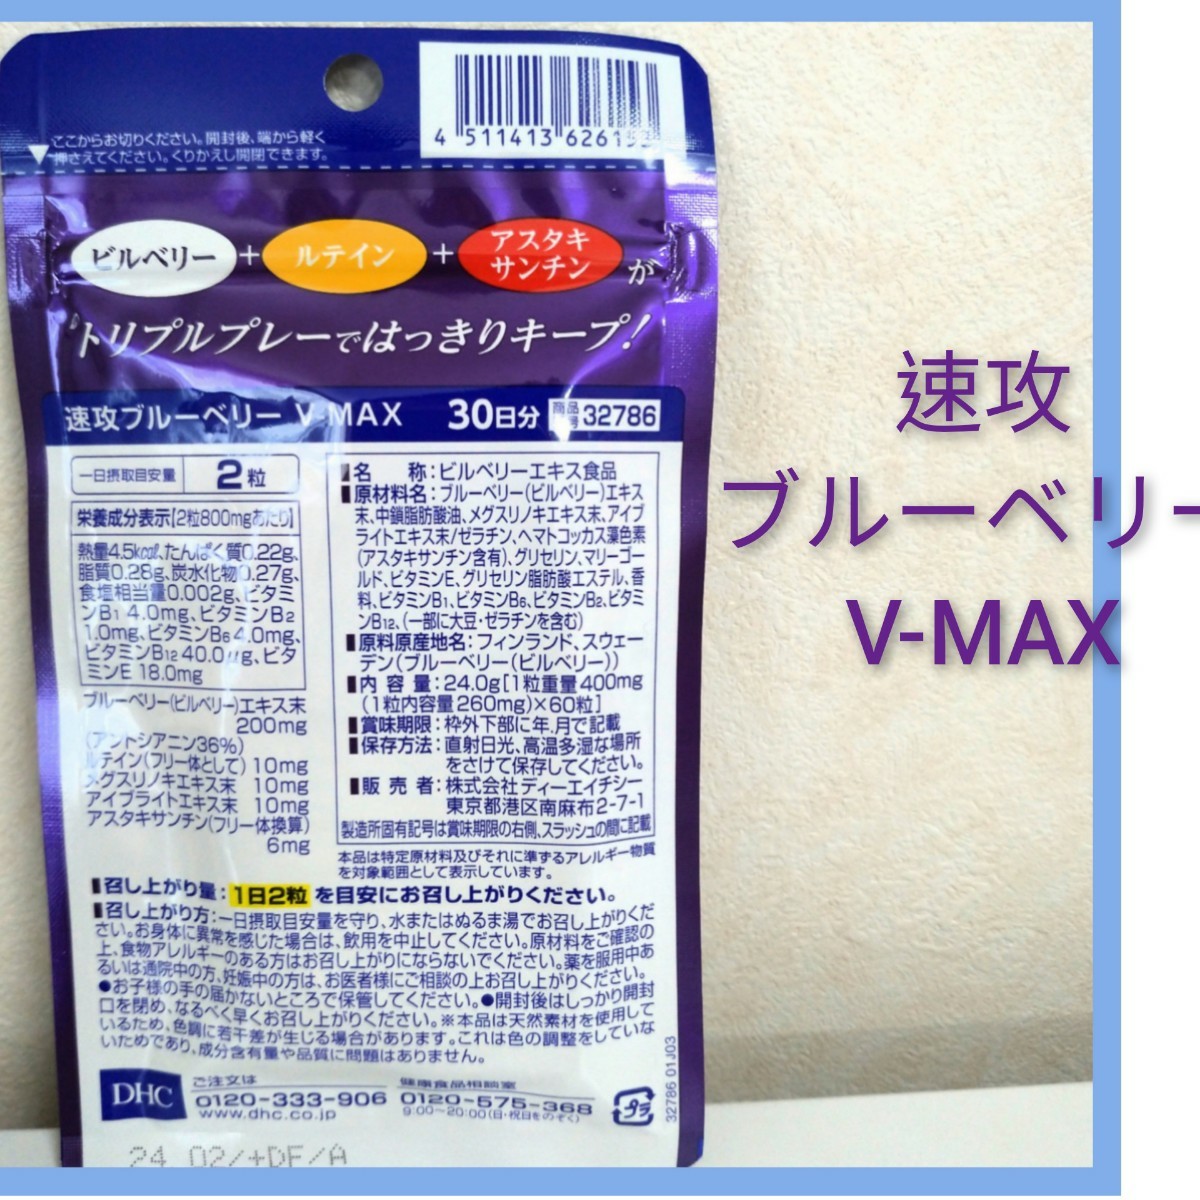 4 511413 626153
ここからお切りください。開封後、端から軽く
押さえてください。くりかえし開閉できます。
ビルベリー + ルテイン + アスタキサンチン が
トリプルプレーではっきりキープ!
速攻ブルーベリー V-MAX 30日分 商品番号 32786
一日摂取目安量 2粒
栄養成分表示[2粒800mgあたり]
熱量4.5kcal、たんぱく質0.22g、
脂質0.28g、炭水化物0.27g、
食塩相当量0.002g、ビタミ
ンB1 4.0mg、ビタミンB2
1.0mg、ビタミンB6 4.0mg、
ビタミンB12 40.0μg、ビタ
ミンE 18.0mg
ブルーベリー(ビルベリー)エキス末
200mg
(アントシアニン36%)
ルテイン(フリー体として) 10mg
メグスリノキエキス末 10mg
アイブライトエキス末 10mg
アスタキサンチン(フリー体換算)
6mg
■名 称:ビルベリーエキス食品
■原材料名:ブルーベリー(ビルベリー)エキス
末、中鎖脂肪酸油、メグスリノキエキス末、アイブ
ライトエキス末/ゼラチン、ヘマトコッカス藻色素
(アスタキサンチン含有)、グリセリン、マリーゴー
ルド、ビタミンE、グリセリン脂肪酸エステル、香
料、ビタミンB1、ビタミンB6、ビタミンB2、ビタミ
ンB12、(一部に大豆・ゼラチンを含む)
■原料原産地名:フィンランド、スウェー
デン(ブルーベリー(ビルベリー))
■内容量:24.0g[1粒重量400mg
(1粒内容量260mg)×60粒]
■賞味期限:枠外下部に年.月で記載
■保存方法:直射日光、高温多湿な場所
をさけて保存してください。
■販売者:株式会社ディーエイチシー
東京都港区南麻布2-7-1
製造所固有記号は賞味期限の右側、スラッシュの間に記載
本品は特定原材料及びそれに準ずるアレルギー物質
を対象範囲として表示しています。
■召し上がり量:1日2粒を目安にお召し上がりください。
■召し上がり方:一日摂取目安量を守り、水またはぬるま湯でお召し上がりくだ
さい。お身体に異常を感じた場合は、飲用を中止してください。原材料をご確認の
上、食物アレルギーのある方はお召し上がりにならないでください。薬を服用中あ
るいは通院中の方、妊娠中の方は、お医者様にご相談の上お召し上がりください。
●お子様の手の届かないところで保管してください。●開封後はしっかり開封
口を閉め、なるべく早くお召し上がりください。※本品は天然素材を使用して
いるため、色調に若干差が生じる場合があります。これは色の調整をしていな
いためであり、成分含有量や品質に問題はありません。
DHC
ご注文は
0120-333-906
www.dhc.co.jp
健康食品相談室
0120-575-368
9:00〜20:00(日・祝日をのぞく)
プラ
32786 01J03
24.02/+DF/A
速攻
ブルーベリー
V-MAX